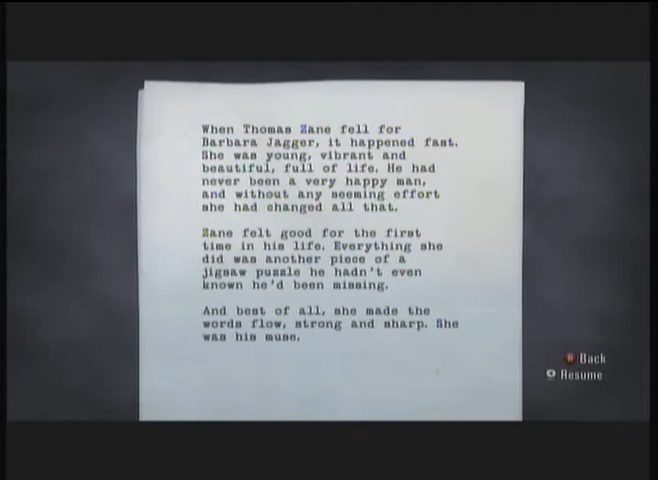 When Thomas Zane fell for
Barbara Jagger, it happened fast.
She was young, vibrant and
beautiful, full of life. He had
never been a very happy man,
and without any seeming effort
she had changed all that.
Zane felt good for the first
time in his life. Everything she
did was another piece of a
jigsaw puzzle he hadn't even
known he'd been missing.
And best of all, she made the
words flow, strong and sharp. She
was his muse.
B Back
Resume